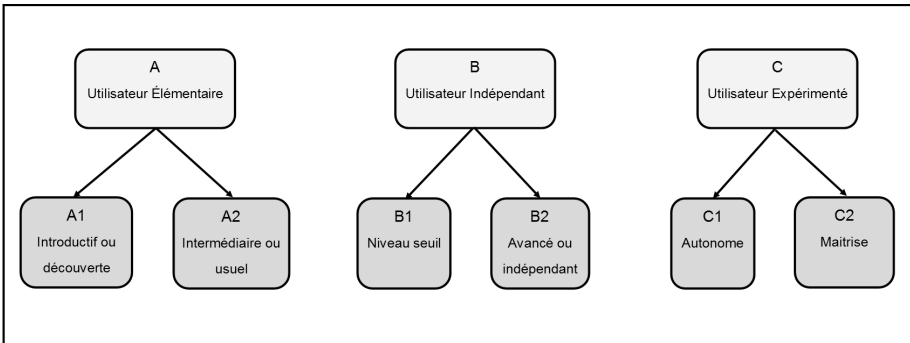 A
Utilisateur Élémentaire
B
Utilisateur Indépendant
C
Utilisateur Expérimenté
A1
Introductif ou
découverte
A2
Intermédiaire ou
usuel
B1
Niveau seuil
B2
Avancé ou
indépendant
C1
Autonome
C2
Maitrise